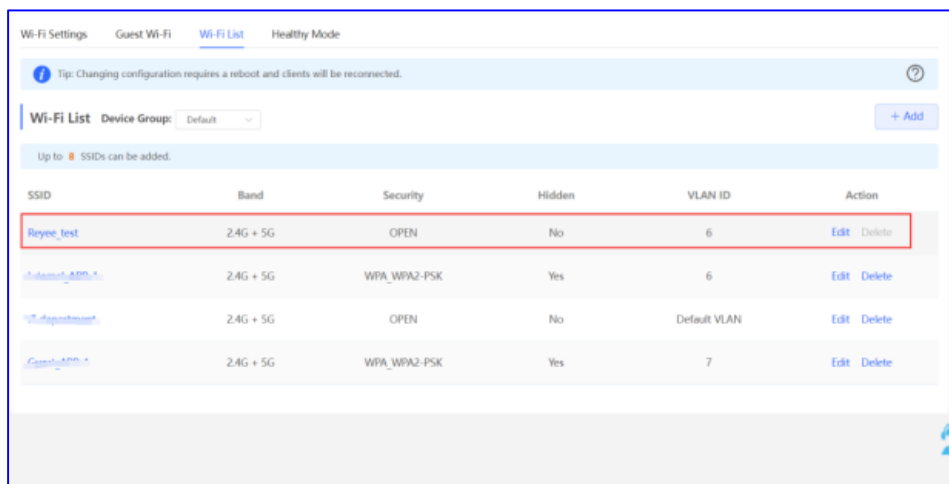 Wi-Fi Settings Guest Wi-Fi Wi-Fi List Healthy Mode
Tip: Changing configuration requires a reboot and clients will be reconnected.
Wi-Fi List Device Group: Default + Add
Up to 8 SSIDs can be added.
SSID Band Security Hidden VLAN ID Action
Reyee_test 2.4G + 5G OPEN No 6 Edit Delete
2.4G + 5G WPA_WPA2-PSK Yes 6 Edit Delete
2.4G + 5G OPEN No Default VLAN Edit Delete
2.4G + 5G WPA_WPA2-PSK Yes 7 Edit Delete